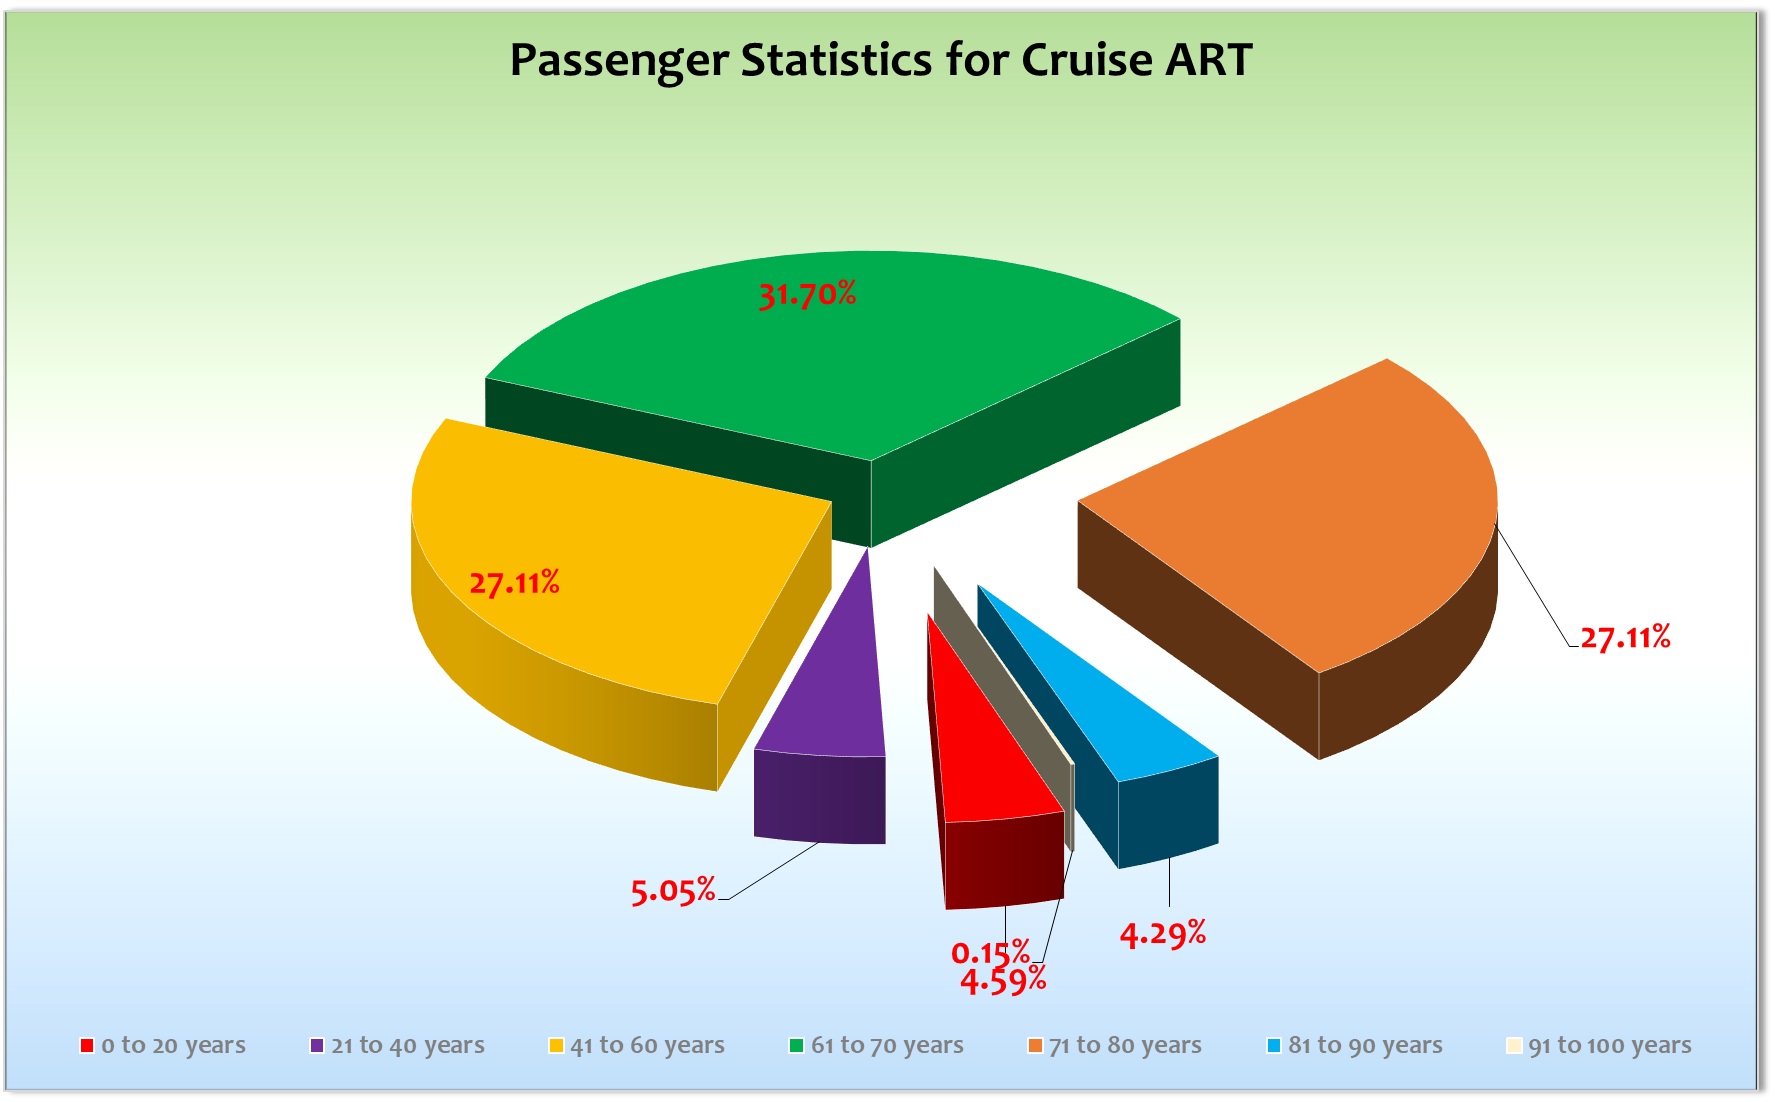 Passenger Statistics for Cruise ART
31.70%
27.11%
27.11%
5.05%
4.29%
0.15%
4.59%
0 to 20 years
21 to 40 years
41 to 60 years
61 to 70 years
71 to 80 years
81 to 90 years
91 to 100 years